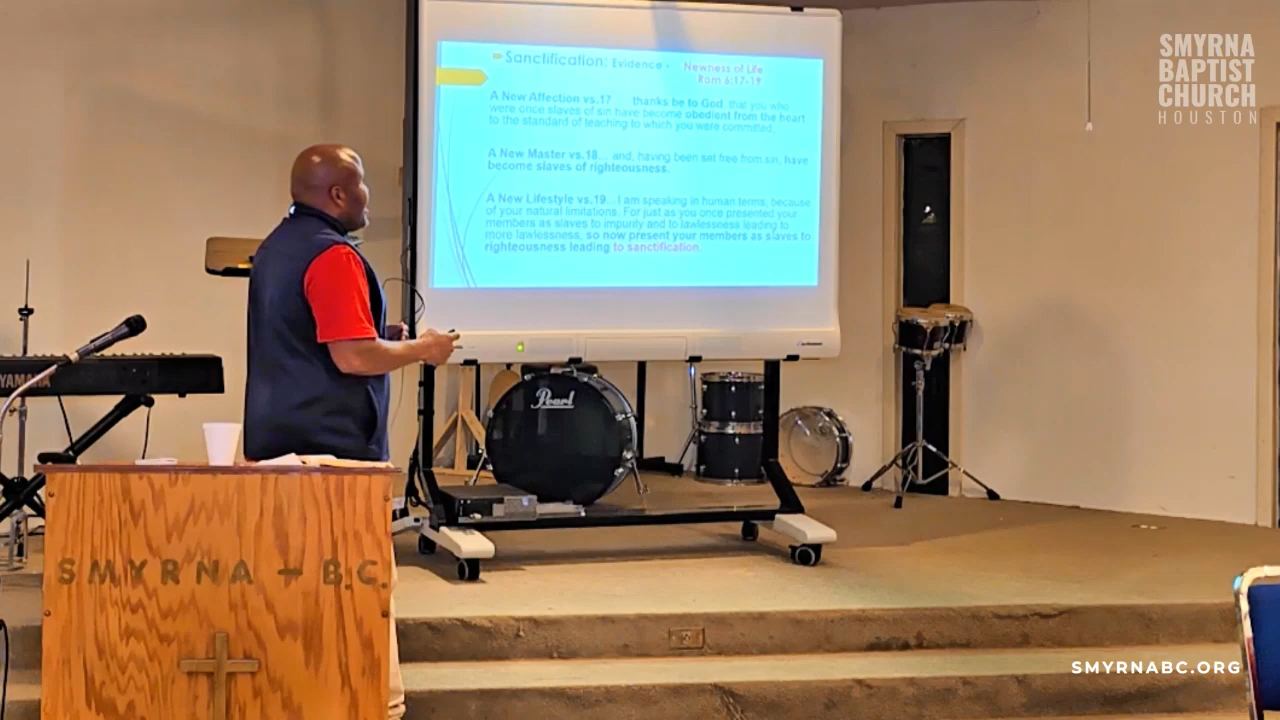 SMYRNA
BAPTIST
CHURCH
HOUSTON
Sanctification: Evidence - Newness of Life
Rom 6:17-19
A New Affection vs.17 thanks be to God that you who
were once slaves of sin have become obedient from the heart
to the standard of teaching to which you were committed,
A New Master vs.18... and, having been set free from sin, have
become slaves of righteousness.
A New Lifestyle vs.19...I am speaking in human terms, because
of your natural limitations. For just as you once presented your
members as slaves to impurity and to lawlessness leading to
more lawlessness, so now present your members as slaves to
righteousness leading to sanctification.
YAMAHA
Pearl
SMYRNA B.C.
SMYRNABC.ORG